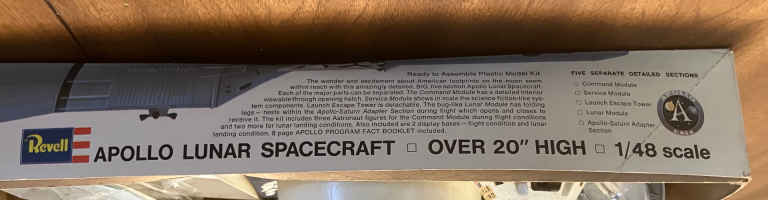 Ready to Assemble Plastic Model Kit
The wonder and excitement about American footprints on the moon seem
within reach with this amazingly detailed, BIG, five section Apollo Lunar Spacecraft.
Each of the major parts can be separated. The Command Module has a detailed interior
viewable through opening hatch. Service Module shows in make-believe space hideaway sys-
tem components. Launch Escape Tower is detachable. The bug-like Lunar Module has folding
legs – from within the Apollo-Saturn Adapter Section during flight which opens and closes to
receive it. The kit includes three Astronaut figures for the Command Module during flight conditions
and two more for lunar landing conditions. Also included are 2 display bases – flight condition and lunar
landing condition. 8 page APOLLO PROGRAM FACT BOOKLET included.
FIVE SEPARATE DETAILED SECTIONS
□ Command Module
□ Service Module
□ Launch Escape Tower
□ Lunar Module
□ Apollo-Saturn Adapter
Section
APOLLO
A
Revell
APOLLO LUNAR SPACECRAFT □ OVER 20" HIGH □ 1/48 scale